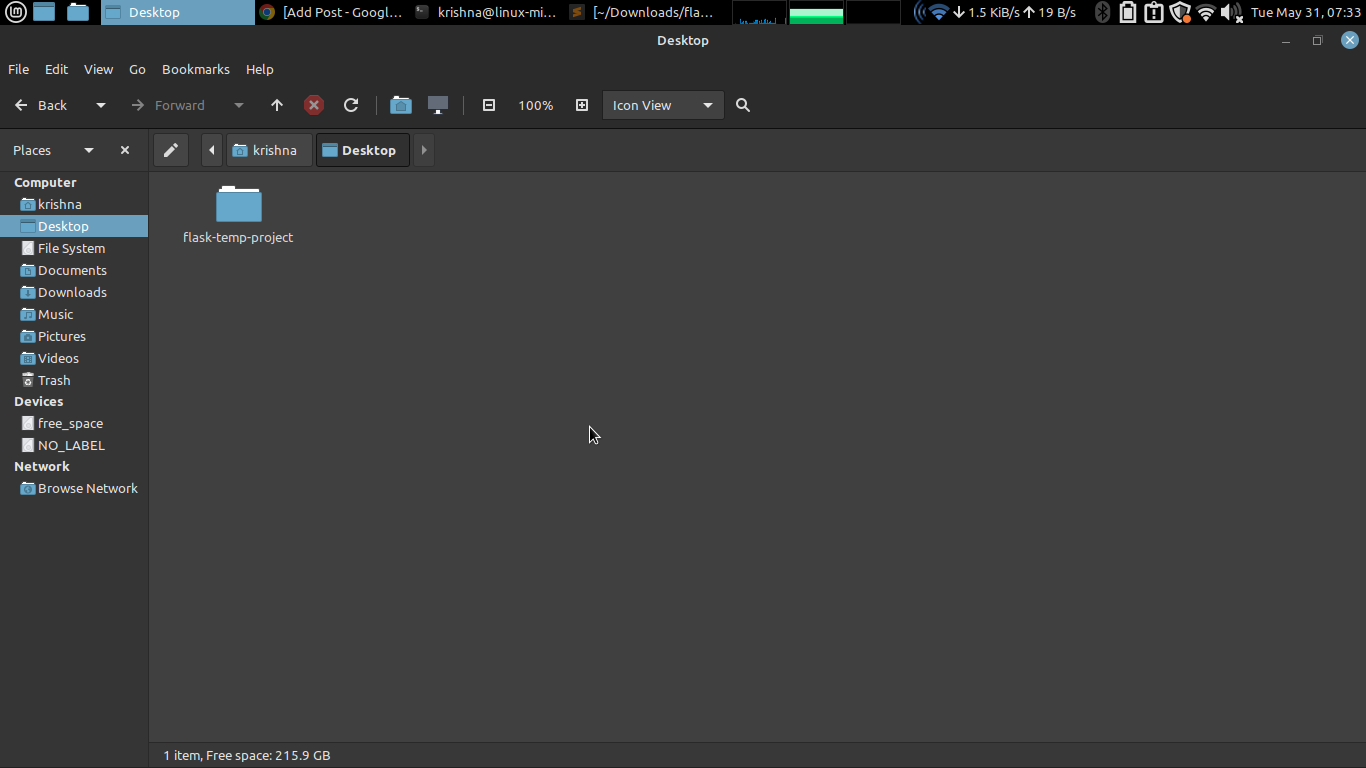 Desktop
[Add Post - Googl...
krishna@linux-mi...
[~/Downloads/fla...
1.5 KiB/s 19 B/s
Tue May 31, 07:33
Desktop
File Edit View Go Bookmarks Help
Back Forward 100% Icon View
Places krishna Desktop
Computer
krishna
Desktop
File System
Documents
Downloads
Music
Pictures
Videos
Trash
Devices
free_space
NO_LABEL
Network
Browse Network
flask-temp-project
1 item, Free space: 215.9 GB